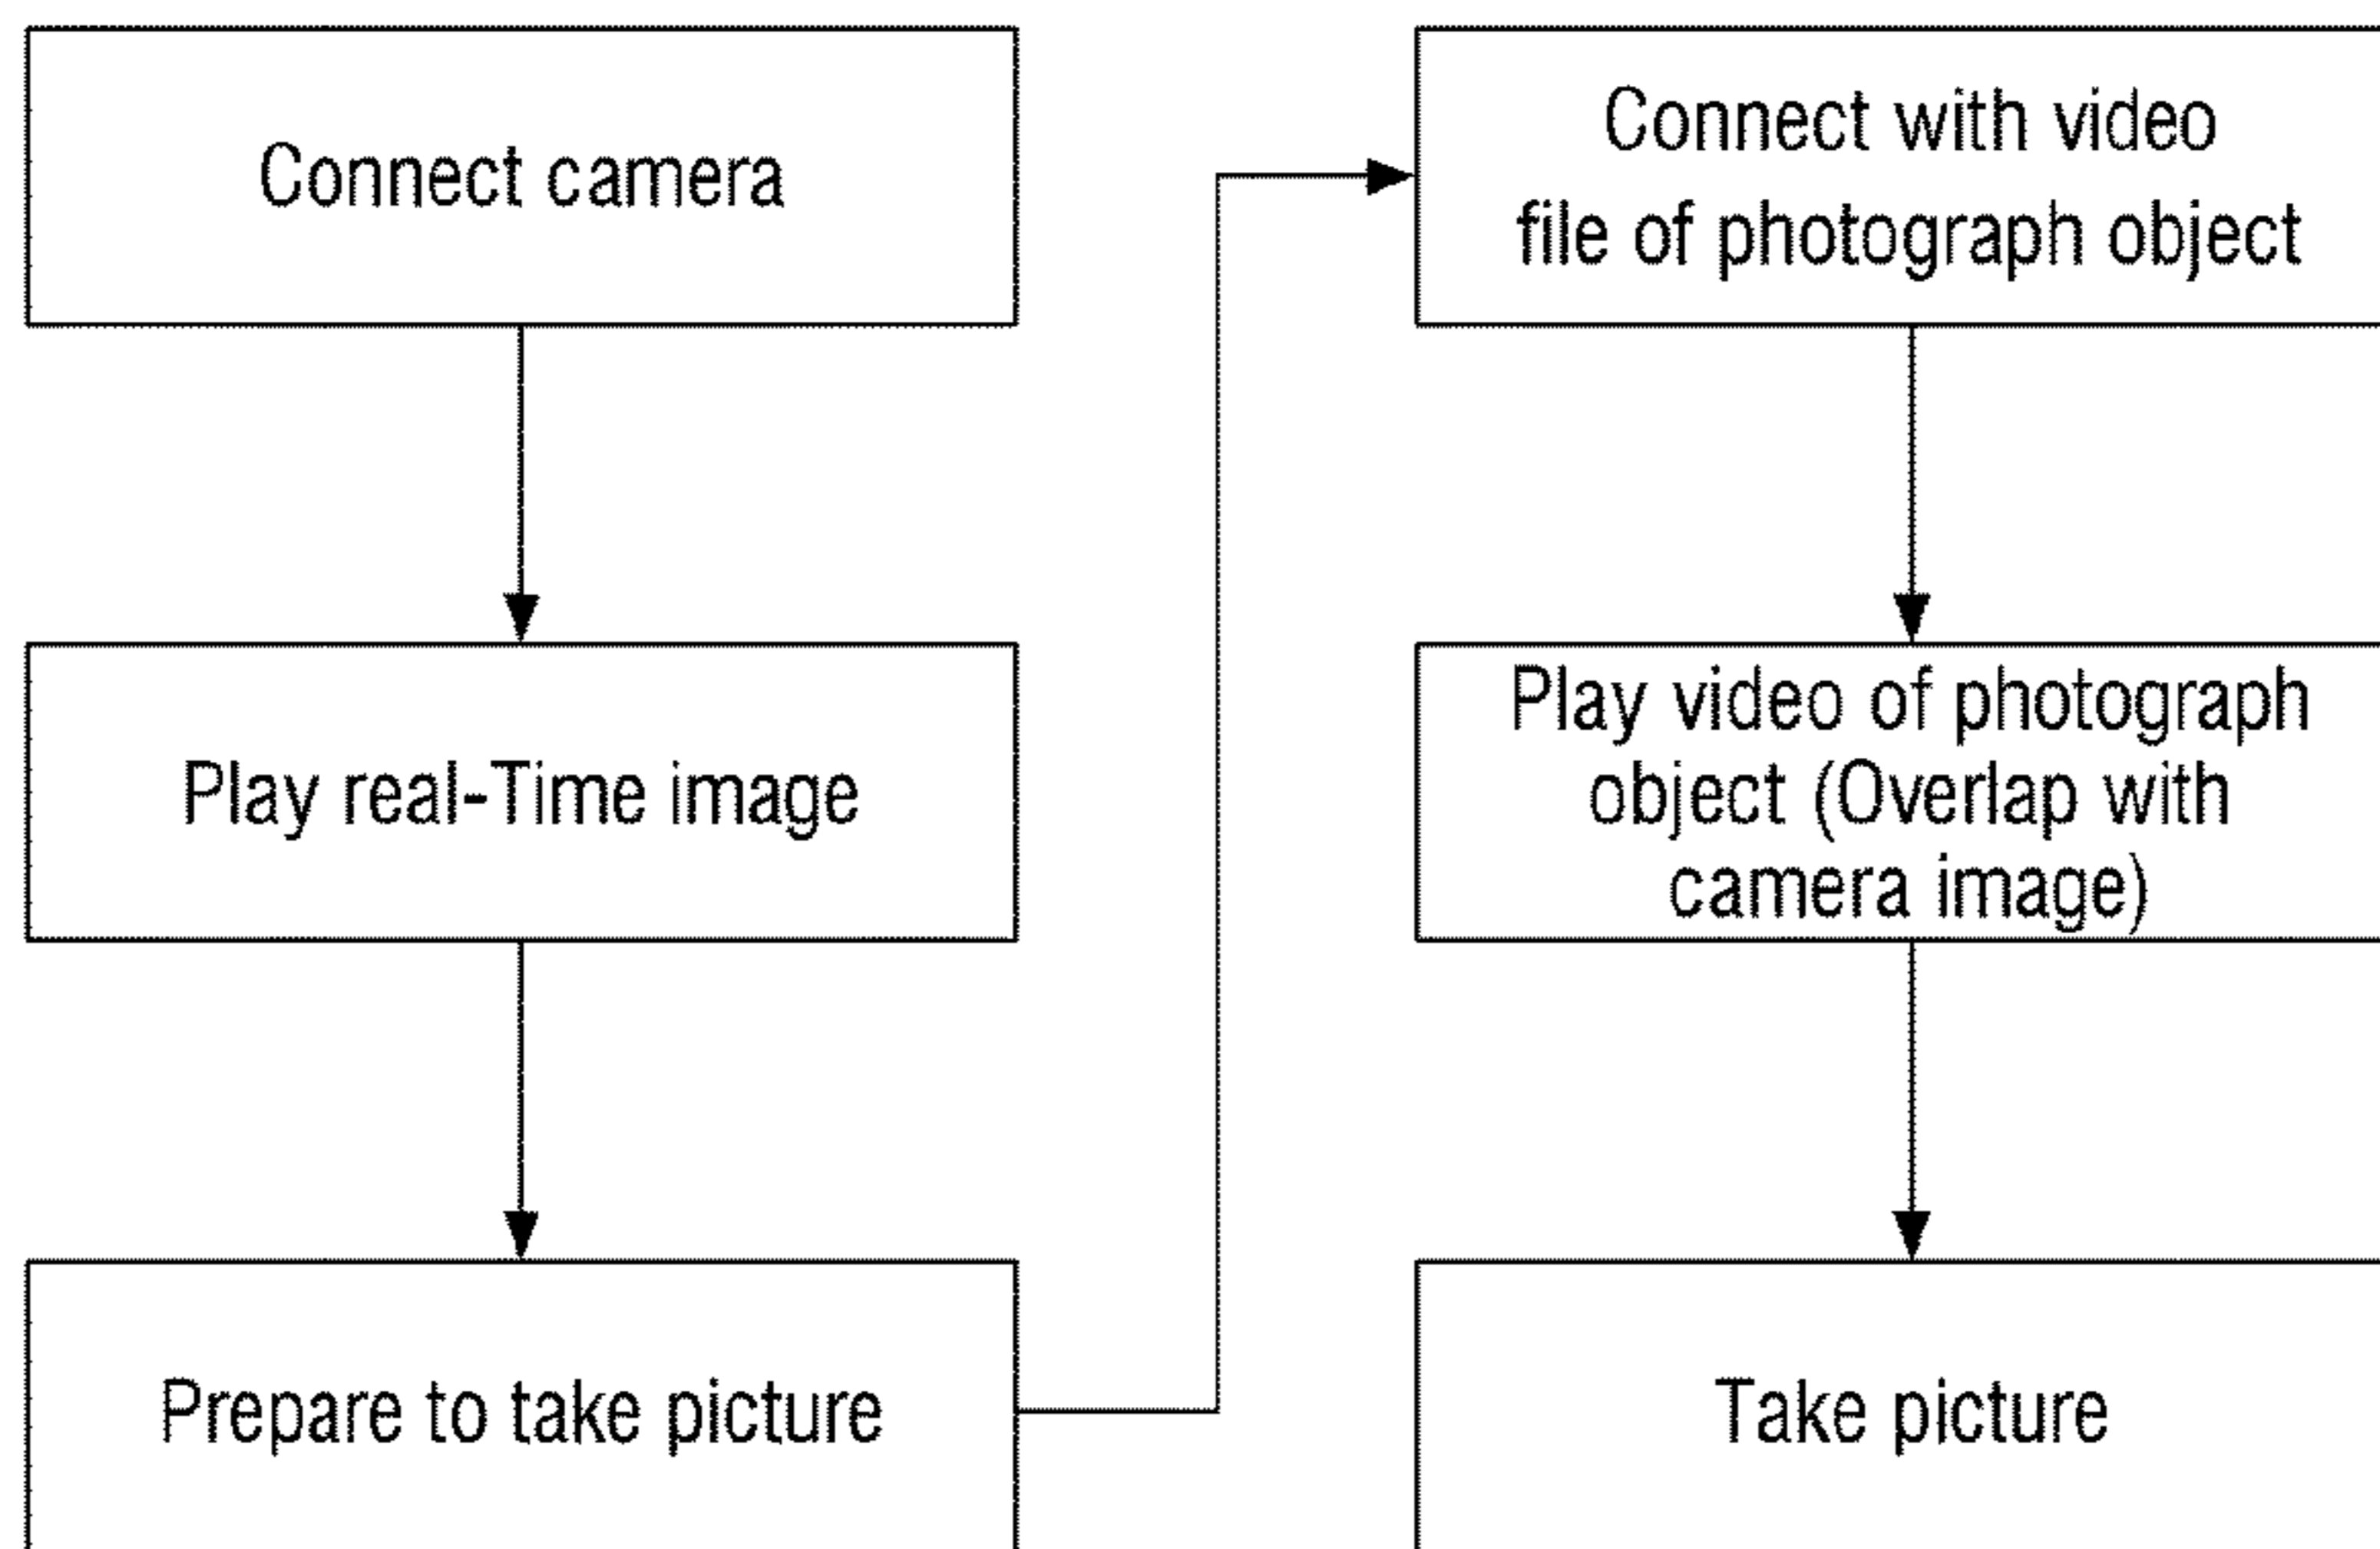 Connect camera
Play real-Time image
Prepare to take picture
Connect with video
file of photograph object
Play video of photograph
object (Overlap with
camera image)
Take picture